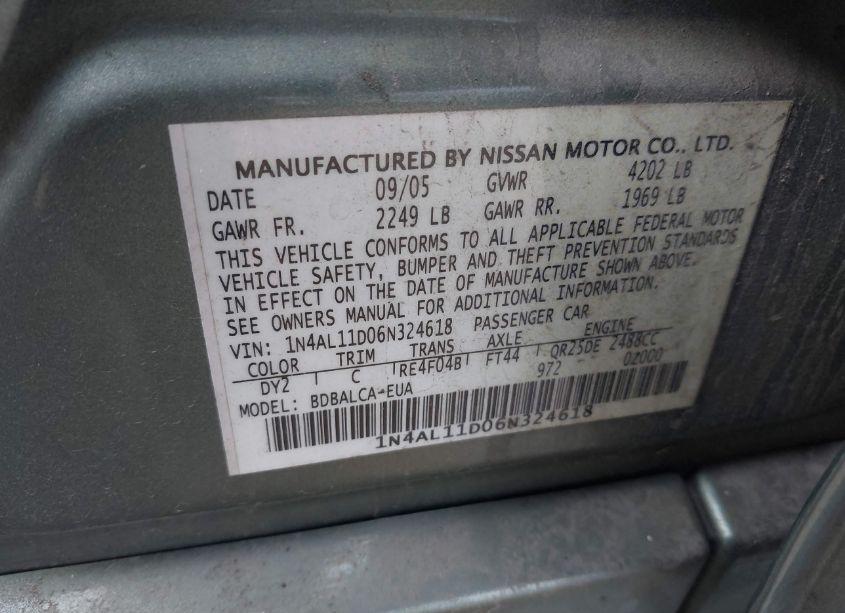 MANUFACTURED BY NISSAN MOTOR CO., LTD.
DATE 09/05 GVWR 4202 LB
GAWR FR. 2249 LB GAWR RR. 1969 LB
THIS VEHICLE CONFORMS TO ALL APPLICABLE FEDERAL MOTOR
VEHICLE SAFETY, BUMPER AND THEFT PREVENTION STANDARDS
IN EFFECT ON THE DATE OF MANUFACTURE SHOWN ABOVE.
SEE OWNERS MANUAL FOR ADDITIONAL INFORMATION.
VIN: 1N4AL11D06N324618 PASSENGER CAR
COLOR TRIM TRANS AXLE ENGINE
DY2 C RE4F04B FT44 QR25DE 2488CC
MODEL: BDBALCA-EUA 972 0Z000
1N4AL11D06N324618